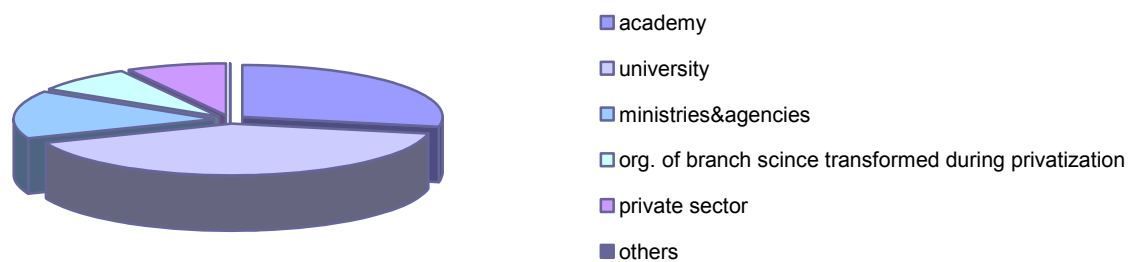 academy
university
ministries&agencies
org. of branch scince transformed during privatization
private sector
others